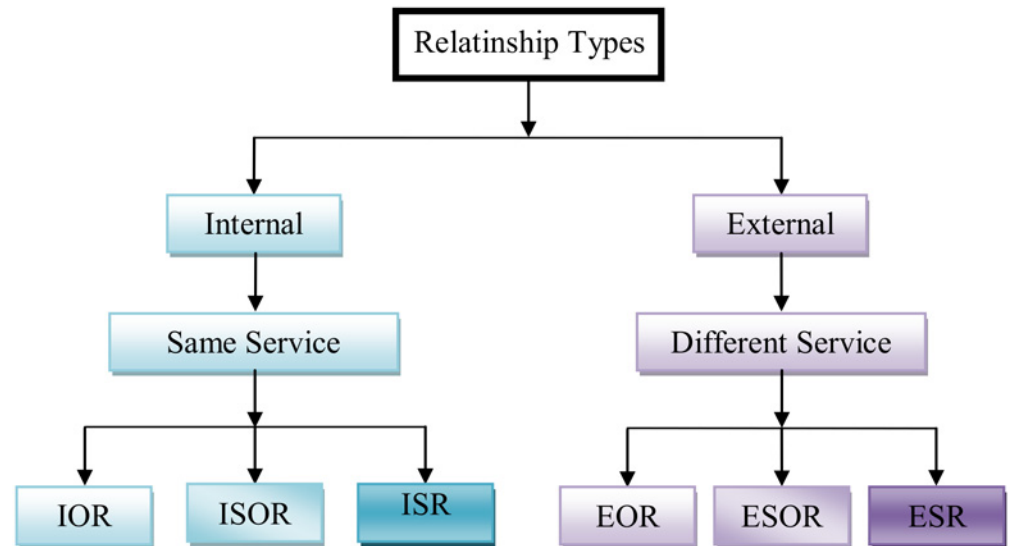 Relatinship Types
Internal
External
Same Service
Different Service
IOR
ISOR
ISR
EOR
ESOR
ESR